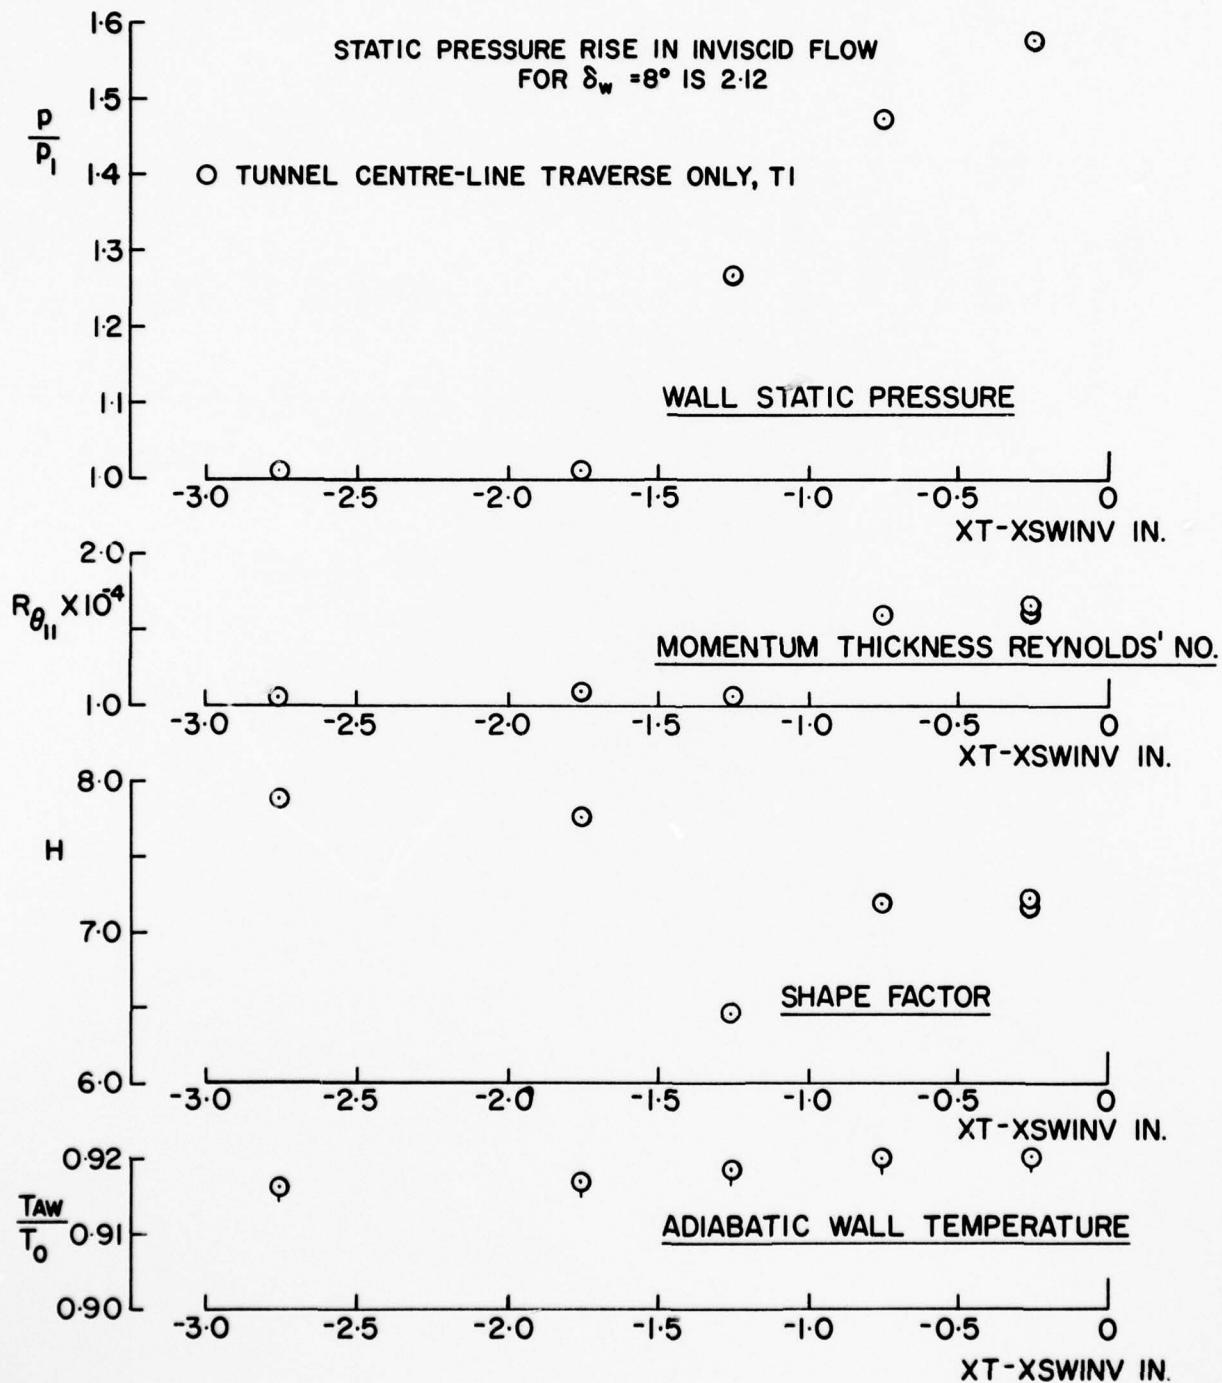 1·6
STATIC PRESSURE RISE IN INVISCID FLOW
FOR δw =8° IS 2·12
1·5
p
p1
1·4
TUNNEL CENTRE-LINE TRAVERSE ONLY, T1
1·3
1·2
1·1
WALL STATIC PRESSURE
1·0
-3·0 -2·5 -2·0 -1·5 -1·0 -0·5 0
XT-XSWINV IN.
2·0
Rθ11 X10-4
MOMENTUM THICKNESS REYNOLDS' NO.
1·0
-3·0 -2·5 -2·0 -1·5 -1·0 -0·5 0
XT-XSWINV IN.
8·0
H
7·0
SHAPE FACTOR
6·0
-3·0 -2·5 -2·0 -1·5 -1·0 -0·5 0
XT-XSWINV IN.
0·92
TAW
T0
0·91
ADIABATIC WALL TEMPERATURE
0·90
-3·0 -2·5 -2·0 -1·5 -1·0 -0·5 0
XT-XSWINV IN.